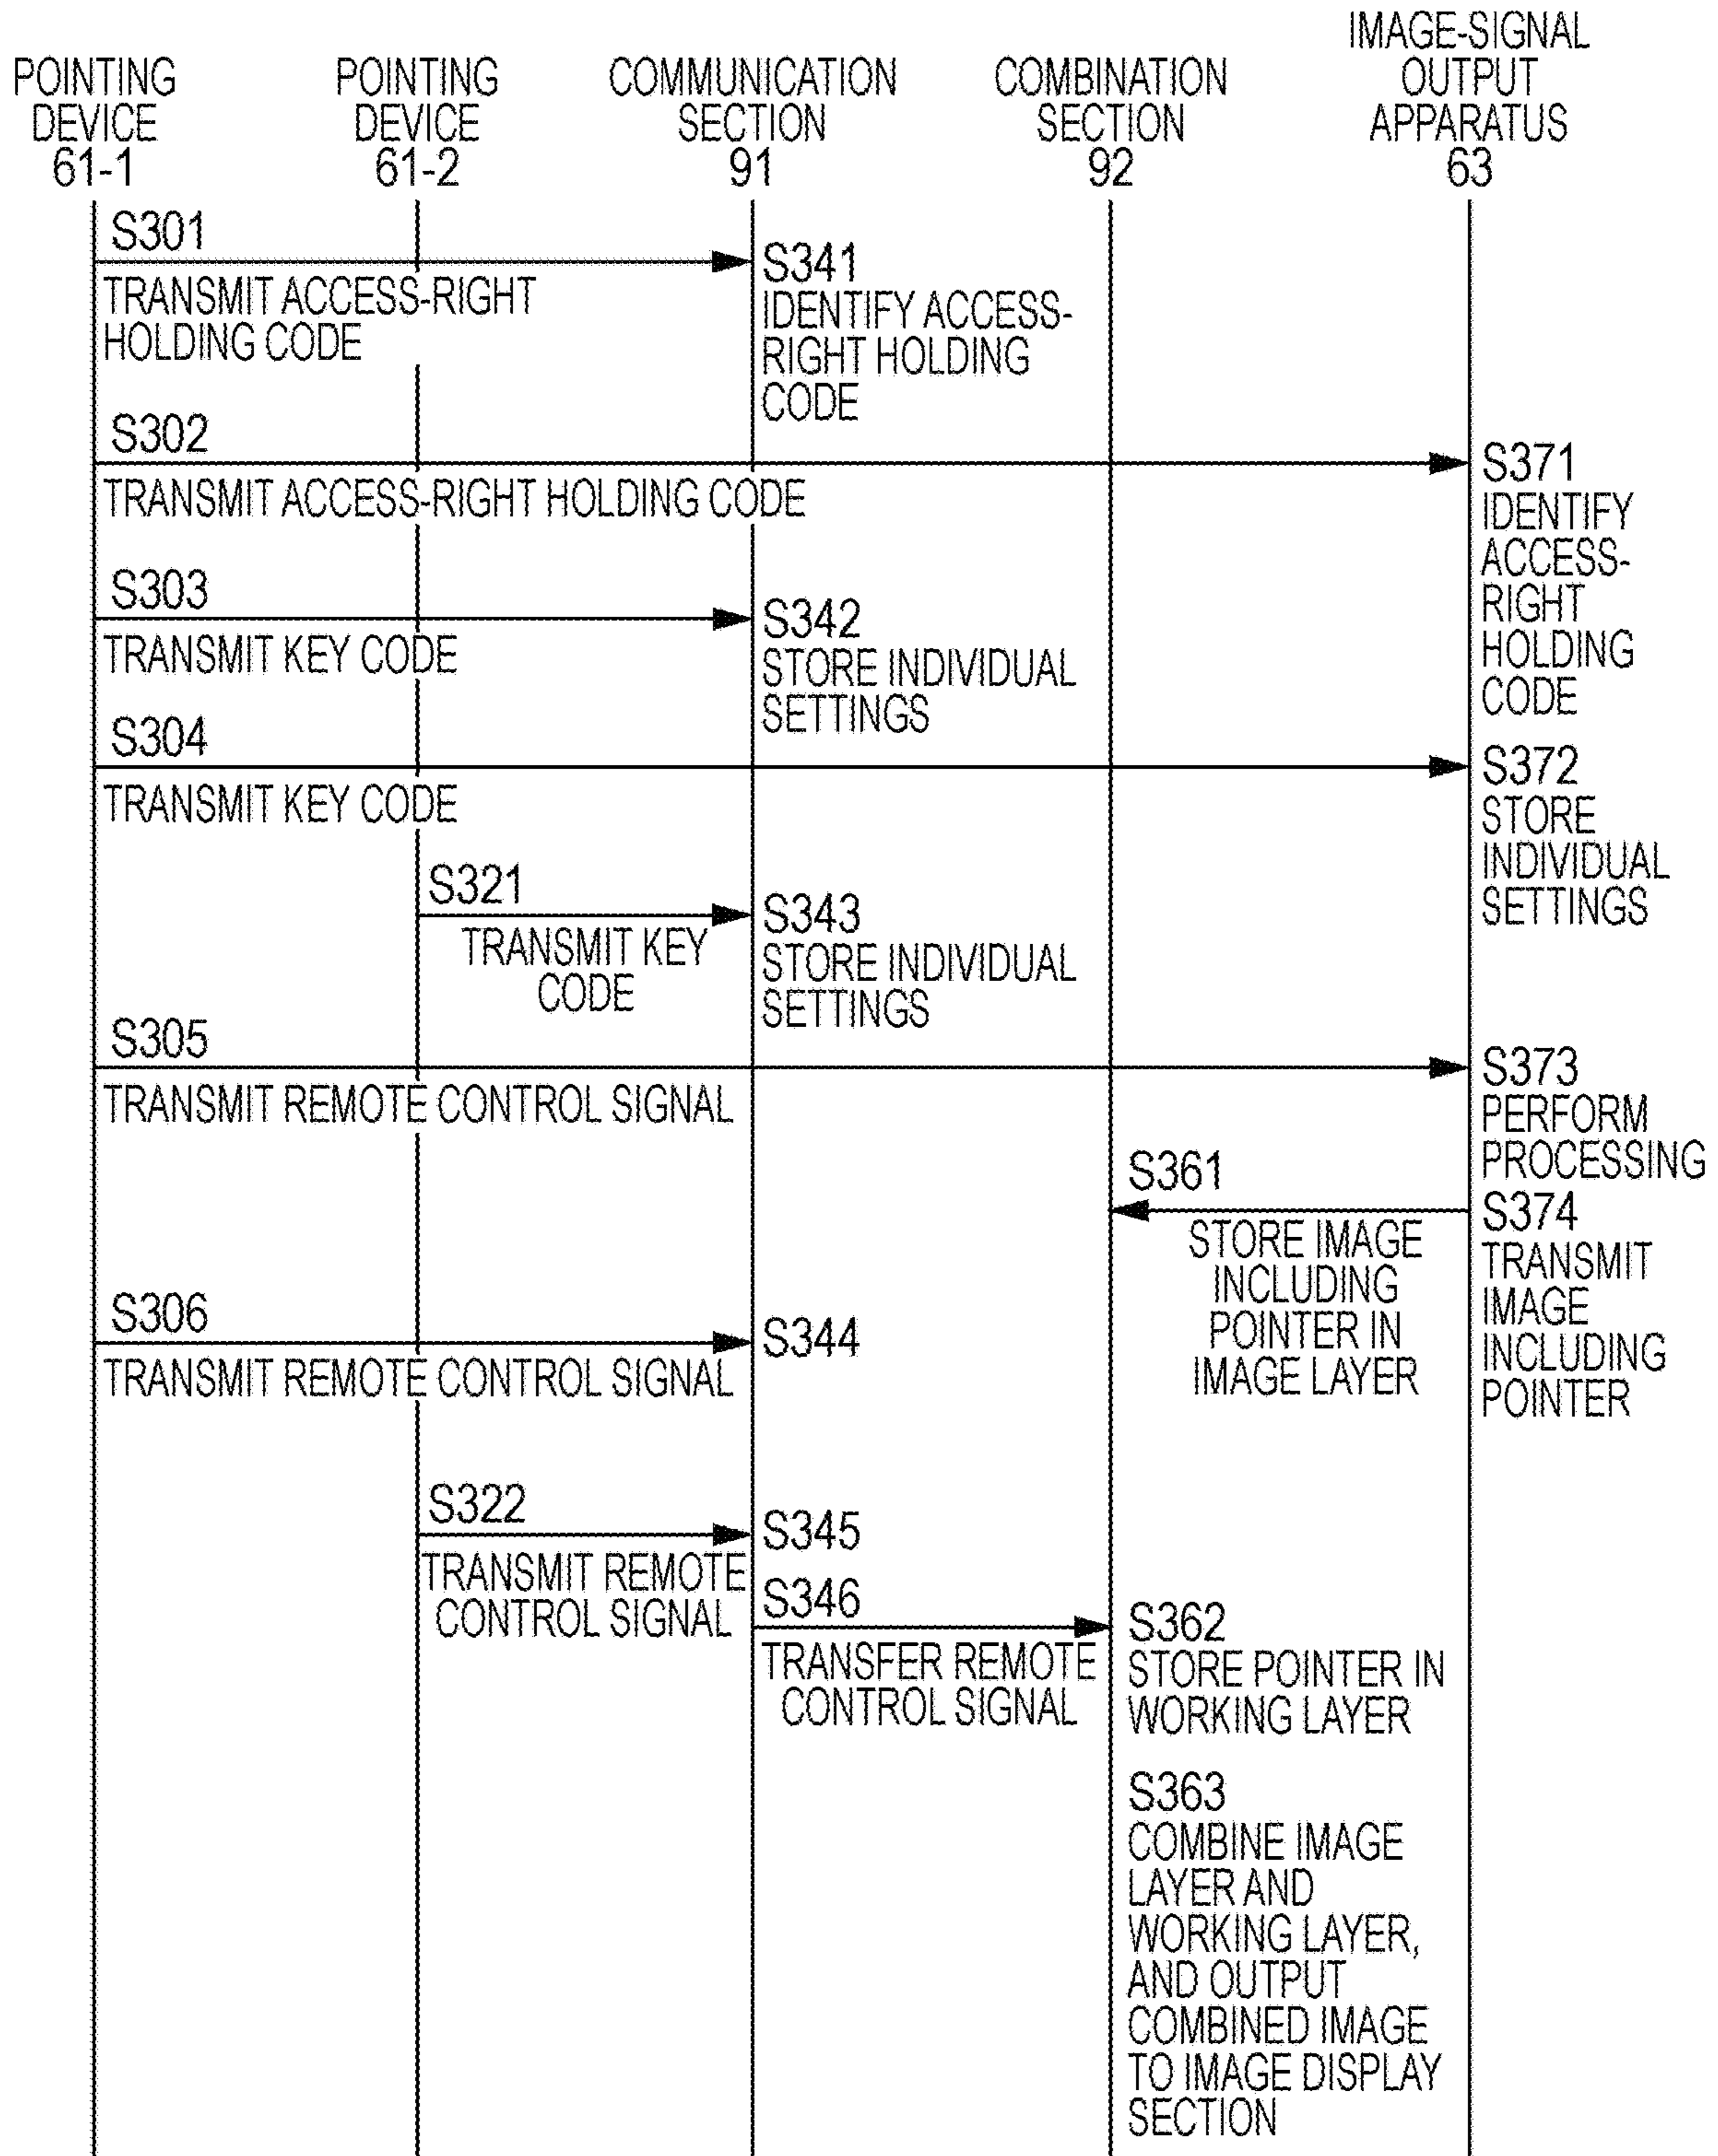 POINTING
DEVICE
61-1
POINTING
DEVICE
61-2
COMMUNICATION
SECTION
91
COMBINATION
SECTION
92
IMAGE-SIGNAL
OUTPUT
APPARATUS
63
S301
TRANSMIT ACCESS-RIGHT
HOLDING CODE
S341
IDENTIFY ACCESS-
RIGHT HOLDING
CODE
S302
TRANSMIT ACCESS-RIGHT HOLDING CODE
S371
IDENTIFY
ACCESS-
RIGHT
HOLDING
CODE
S303
TRANSMIT KEY CODE
S342
STORE INDIVIDUAL
SETTINGS
S304
TRANSMIT KEY CODE
S372
STORE
INDIVIDUAL
SETTINGS
S321
TRANSMIT KEY
CODE
S343
STORE INDIVIDUAL
SETTINGS
S305
TRANSMIT REMOTE CONTROL SIGNAL
S373
PERFORM
PROCESSING
S361
STORE IMAGE
INCLUDING
POINTER IN
IMAGE LAYER
S374
TRANSMIT
IMAGE
INCLUDING
POINTER
S306
TRANSMIT REMOTE CONTROL SIGNAL
S344
S322
TRANSMIT REMOTE
CONTROL SIGNAL
S345
S346
TRANSFER REMOTE
CONTROL SIGNAL
S362
STORE POINTER IN
WORKING LAYER
S363
COMBINE IMAGE
LAYER AND
WORKING LAYER,
AND OUTPUT
COMBINED IMAGE
TO IMAGE DISPLAY
SECTION